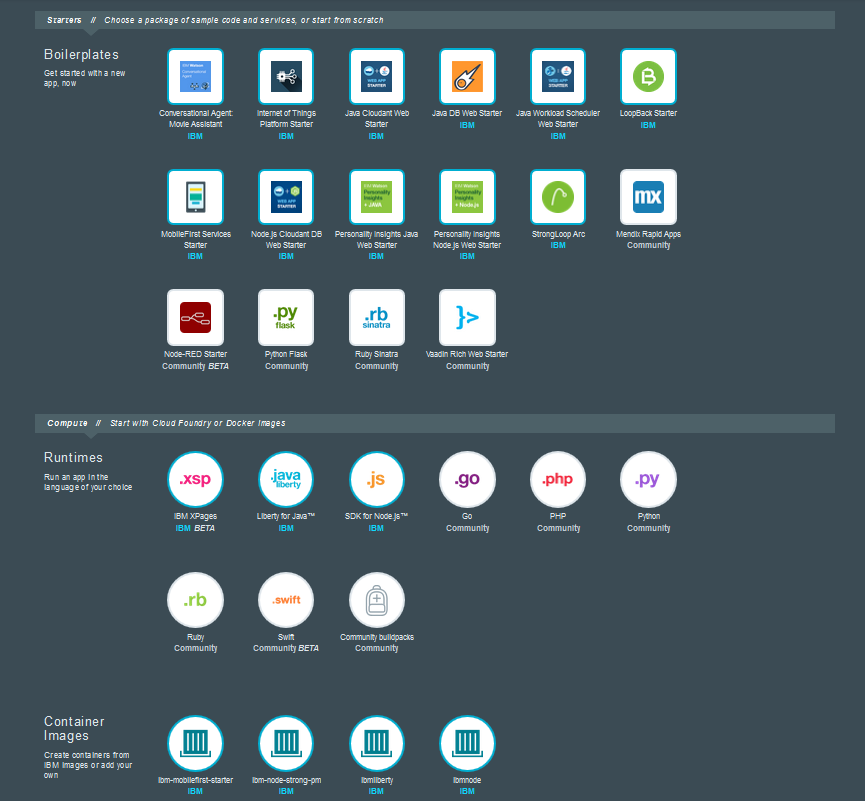 Starters // Choose a package of sample code and services, or start from scratch
Boilerplates
Get started with a new
app, now
Conversational Agent:
Movie Assistant
IBM
Internet of Things
Platform Starter
IBM
WEB APP
STARTER
Java Cloudant Web
Starter
IBM
Java DB Web Starter
IBM
WEB APP
STARTER
Java Workload Scheduler
Web Starter
IBM
LoopBack Starter
IBM
MobileFirst Services
Starter
IBM
WEB APP
STARTER
Node.js Cloudant DB
Web Starter
IBM
IBM Watson
Personality
Insights
+ JAVA
Personality Insights Java
Web Starter
IBM
IBM Watson
Personality
Insights
+ Node.js
Personality Insights
Node.js Web Starter
IBM
StrongLoop Arc
IBM
mx
Mendix Rapid Apps
Community
Node-RED Starter
Community BETA
.py
flask
Python Flask
Community
.rb
sinatra
Ruby Sinatra
Community
}>
Vaadin Rich Web Starter
Community
Compute // Start with Cloud Foundry or Docker Images
Runtimes
Run an app in the
language of your choice
.xsp
IBM XPages
IBM BETA
.java
liberty
Liberty for Java™
IBM
.js
SDK for Node.js™
IBM
.go
Go
Community
.php
PHP
Community
.py
Python
Community
.rb
Ruby
Community
.swift
Swift
Community BETA
Community buildpacks
Community
Container
Images
Create containers from
IBM images or add your
own
ibm-mobilefirst-starter
IBM
ibm-node-strong-pm
IBM
ibmliberty
IBM
ibmnode
IBM